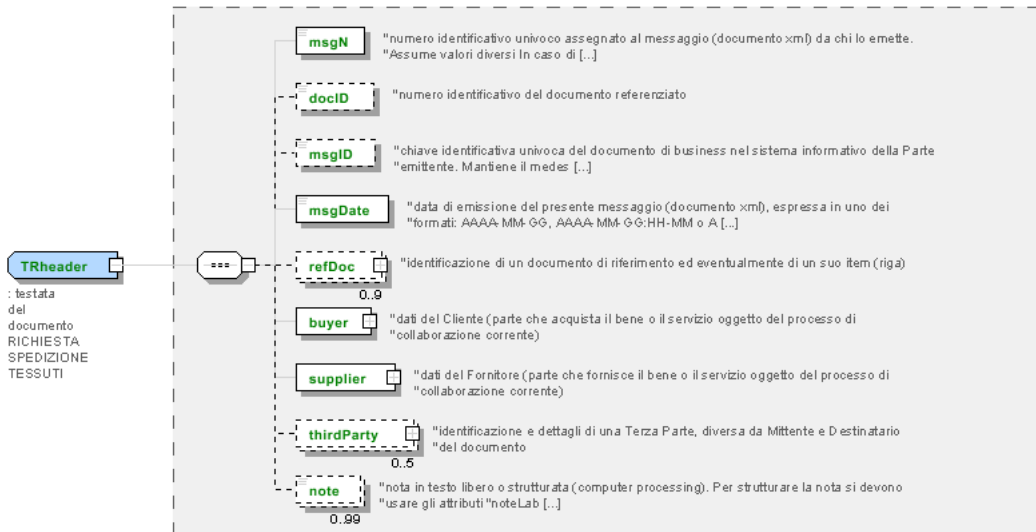 msgN
"numero identificativo univoco assegnato al messaggio (documento xml) da chi lo emette.
"Assume valori diversi In caso di [...]
docID
"numero identificativo del documento referenziato
msgID
"chiave identificativa univoca del documento di business nel sistema informativo della Parte
"emittente. Mantiene il medes [...]
msgDate
"data di emissione del presente messaggio (documento xml), espressa in uno dei
"formati: AAAA-MM-GG, AAAA-MM-GG:HH-MM o A [...]
TRheader
: testata
del
documento
RICHIESTA
SPEDIZIONE
TESSUTI
refDoc
"identificazione di un documento di riferimento ed eventualmente di un suo item (riga)
0..9
buyer
"dati del Cliente (parte che acquista il bene o il servizio oggetto del processo di
"collaborazione corrente)
supplier
"dati del Fornitore (parte che fornisce il bene o il servizio oggetto del processo di
"collaborazione corrente)
thirdParty
"identificazione e dettagli di una Terza Parte, diversa da Mittente e Destinatario
"del documento
0..5
note
"nota in testo libero o strutturata (computer processing). Per strutturare la nota si devono
"usare gli attributi "noteLab [...]
0..99